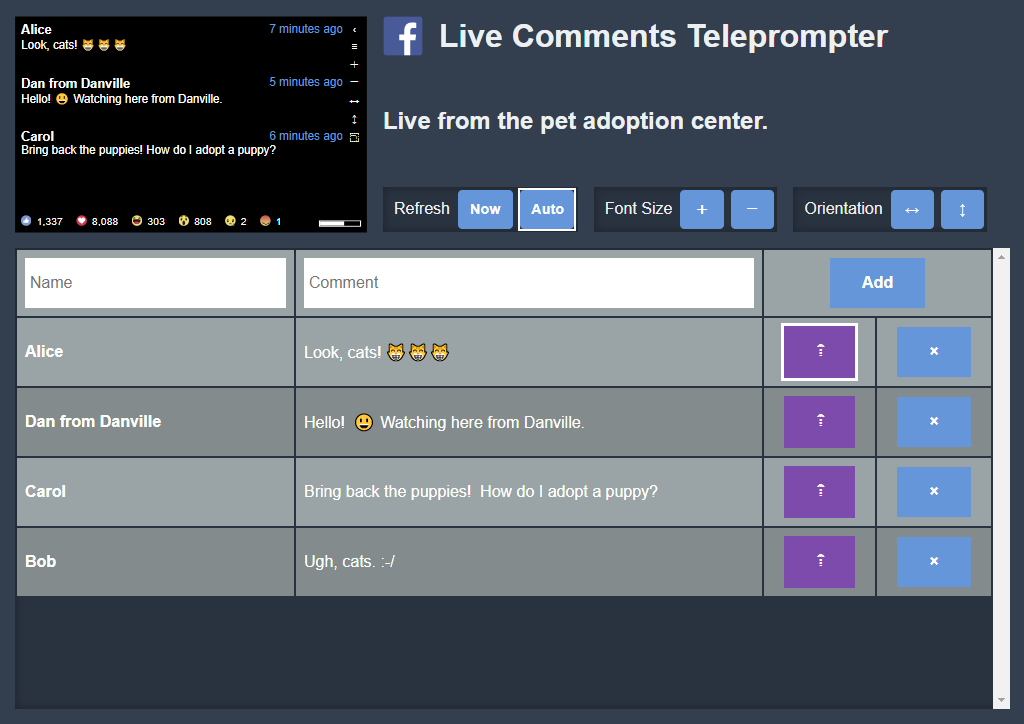 Alice 7 minutes ago ‹
Look, cats! 😸 😸 😸
≡
+
Dan from Danville 5 minutes ago −
Hello! 😃 Watching here from Danville.
↔
↕
Carol 6 minutes ago
Bring back the puppies! How do I adopt a puppy?
1,337 8,088 303 808 2 1
f Live Comments Teleprompter
Live from the pet adoption center.
Refresh Now Auto Font Size + − Orientation ↔ ↕
Name Comment Add
Alice Look, cats! 😸 😸 😸 ×
Dan from Danville Hello! 😃 Watching here from Danville. ×
Carol Bring back the puppies! How do I adopt a puppy? ×
Bob Ugh, cats. :-/ ×